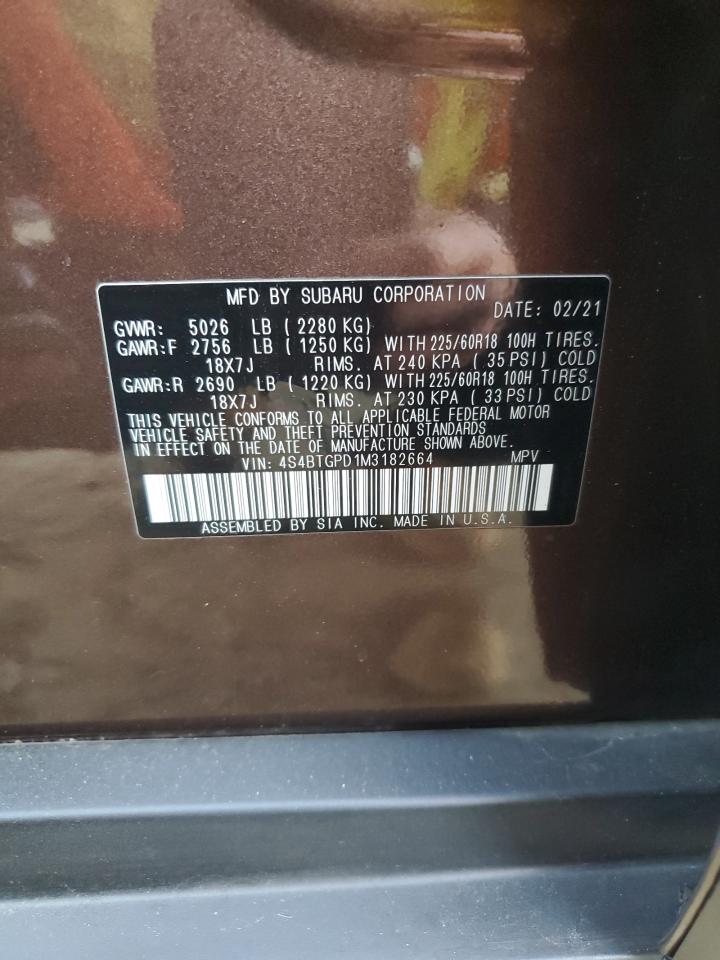 MFD BY SUBARU CORPORATION
DATE: 02/21
GVWR: 5026 LB ( 2280 KG)
GAWR:F 2756 LB ( 1250 KG) WITH 225/60R18 100H TIRES.
18X7J RIMS. AT 240 KPA ( 35 PSI) COLD
GAWR:R 2690 LB ( 1220 KG) WITH 225/60R18 100H TIRES.
18X7J RIMS. AT 230 KPA ( 33 PSI) COLD
THIS VEHICLE CONFORMS TO ALL APPLICABLE FEDERAL MOTOR
VEHICLE SAFETY AND THEFT PREVENTION STANDARDS
IN EFFECT ON THE DATE OF MANUFACTURE SHOWN ABOVE.
VIN: 4S4BTGPD1M3182664 MPV
ASSEMBLED BY SIA INC. MADE IN U.S.A.